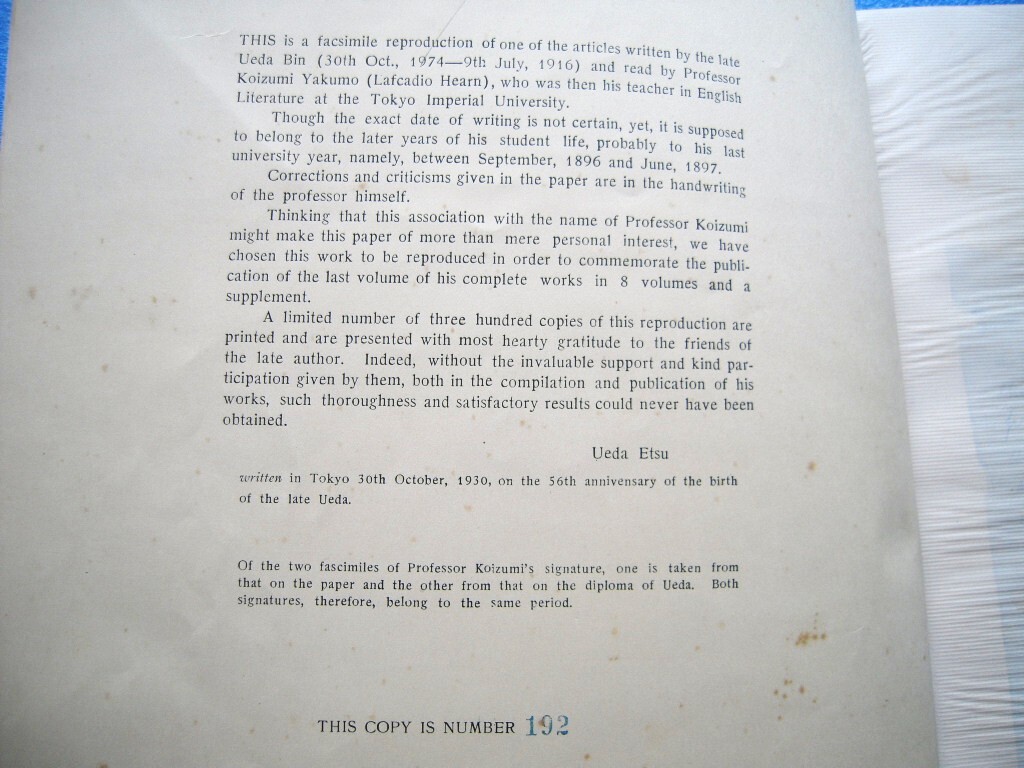 THIS is a facsimile reproduction of one of the articles written by the late
Ueda Bin (30th Oct., 1974—9th July, 1916) and read by Professor
Koizumi Yakumo (Lafcadio Hearn), who was then his teacher in English
Literature at the Tokyo Imperial University.
Though the exact date of writing is not certain, yet, it is supposed
to belong to the later years of his student life, probably to his last
university year, namely, between September, 1896 and June, 1897.
Corrections and criticisms given in the paper are in the handwriting
of the professor himself.
Thinking that this association with the name of Professor Koizumi
might make this paper of more than mere personal interest, we have
chosen this work to be reproduced in order to commemorate the publi-
cation of the last volume of his complete works in 8 volumes and a
supplement.
A limited number of three hundred copies of this reproduction are
printed and are presented with most hearty gratitude to the friends of
the late author. Indeed, without the invaluable support and kind par-
ticipation given by them, both in the compilation and publication of his
works, such thoroughness and satisfactory results could never have been
obtained.
Ueda Etsu
written in Tokyo 30th October, 1930, on the 56th annivensary of the birth
of the late Ueda.
Of the two fascimiles of Professor Koizumi's signature, one is taken from
that on the paper and the other from that on the diploma of Ueda. Both
signatures, therefore, belong to the same period.
THIS COPY IS NUMBER 192